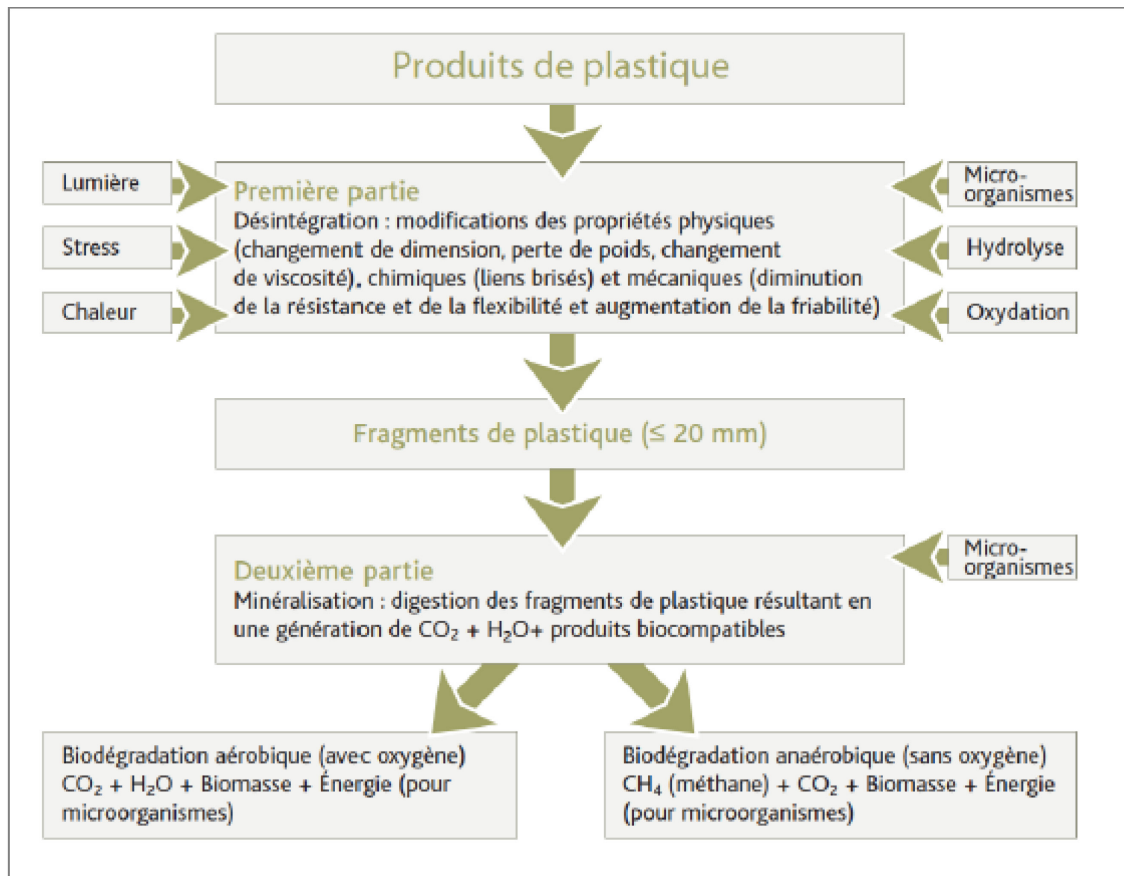 Produits de plastique
Lumière
Stress
Chaleur
Première partie
Désintégration : modifications des propriétés physiques
(changement de dimension, perte de poids, changement
de viscosité), chimiques (liens brisés) et mécaniques (diminution
de la résistance et de la flexibilité et augmentation de la friabilité)
Micro-
organismes
Hydrolyse
Oxydation
Fragments de plastique (≤ 20 mm)
Deuxième partie
Minéralisation : digestion des fragments de plastique résultant en
une génération de CO₂ + H₂O+ produits biocompatibles
Micro-
organismes
Biodégradation aérobique (avec oxygène)
CO₂ + H₂O + Biomasse + Énergie (pour
microorganismes)
Biodégradation anaérobique (sans oxygène)
CH₄ (méthane) + CO₂ + Biomasse + Énergie
(pour microorganismes)